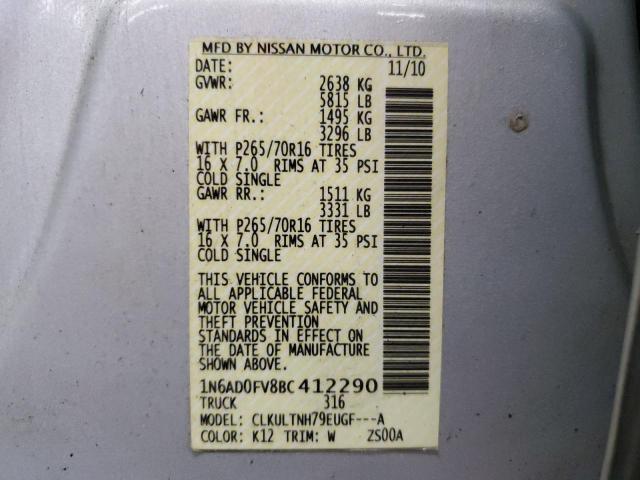 MFD BY NISSAN MOTOR CO., LTD.
DATE: 11/10
GVWR: 2638 KG
5815 LB
GAWR FR.: 1495 KG
3296 LB
WITH P265/70R16 TIRES
16 X 7.0 RIMS AT 35 PSI
COLD SINGLE
GAWR RR.: 1511 KG
3331 LB
WITH P265/70R16 TIRES
16 X 7.0 RIMS AT 35 PSI
COLD SINGLE
THIS VEHICLE CONFORMS TO
ALL APPLICABLE FEDERAL
MOTOR VEHICLE SAFETY AND
THEFT PREVENTION
STANDARDS IN EFFECT ON
THE DATE OF MANUFACTURE
SHOWN ABOVE.
1N6AD0FV8BC412290
TRUCK 316
MODEL: CLKULTNH79EUGF---A
COLOR: K12 TRIM: W ZS00A